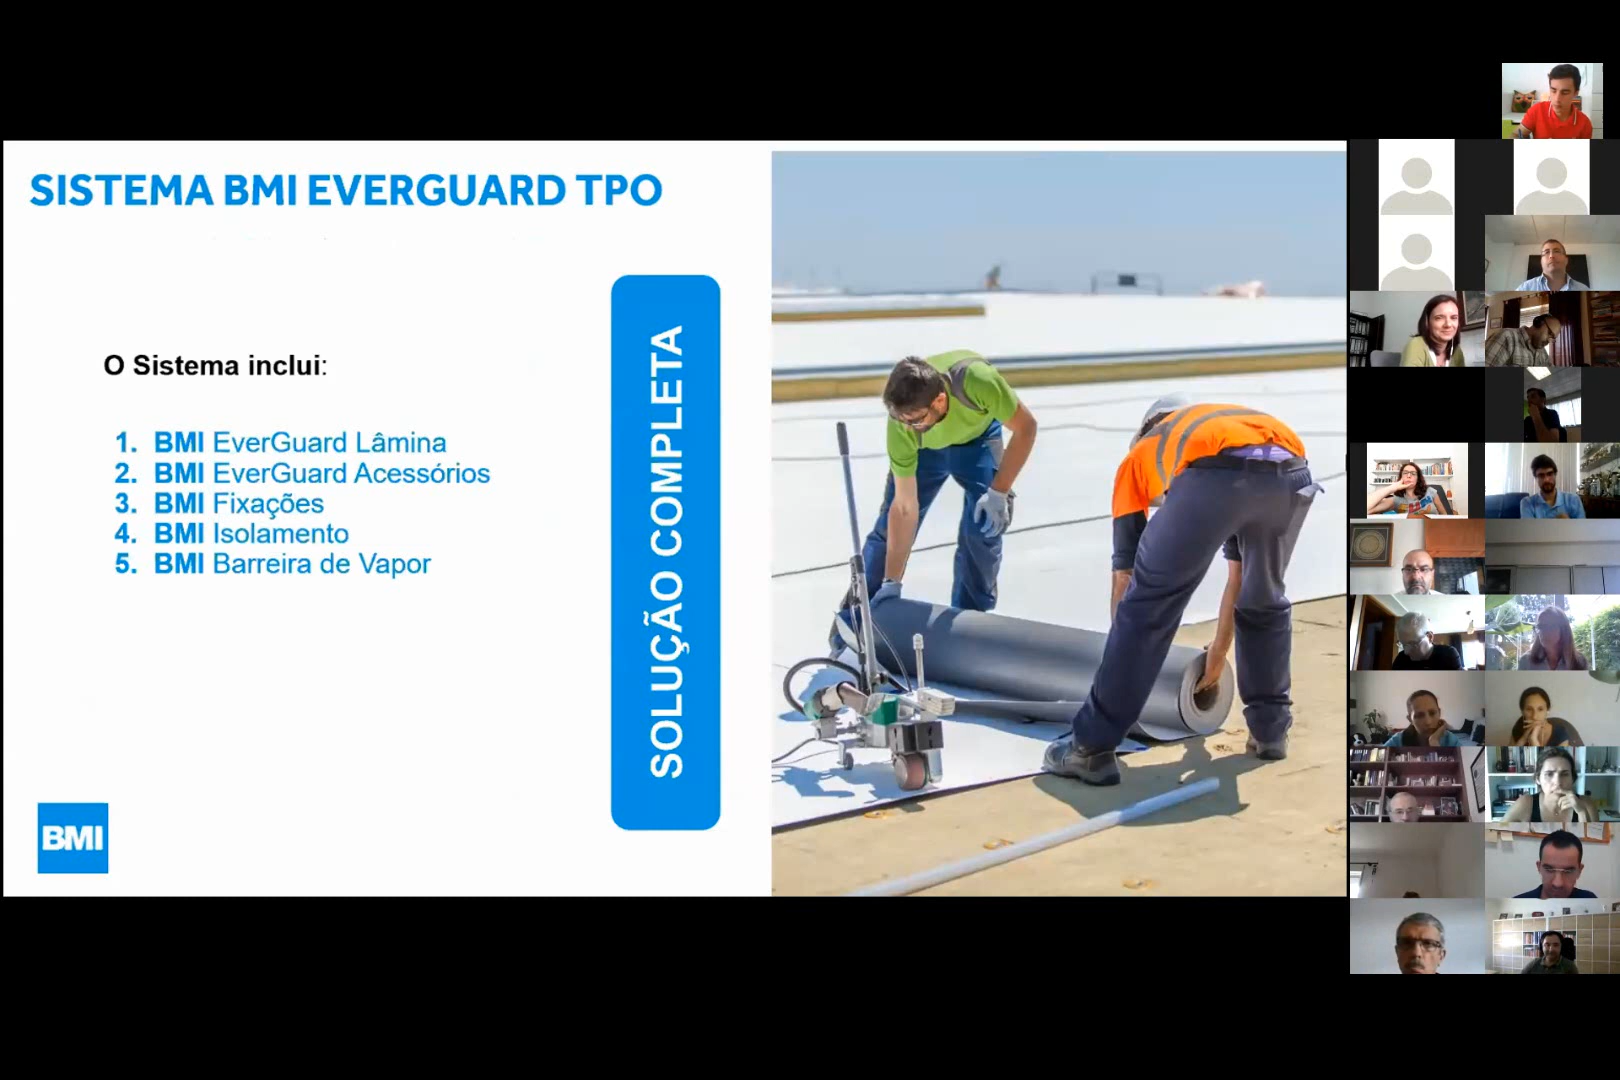 SISTEMA BMI EVERGUARD TPO
O Sistema inclui:
1. BMI EverGuard Lâmina
2. BMI EverGuard Acessórios
3. BMI Fixações
4. BMI Isolamento
5. BMI Barreira de Vapor
SOLUÇÃO COMPLETA
BMI